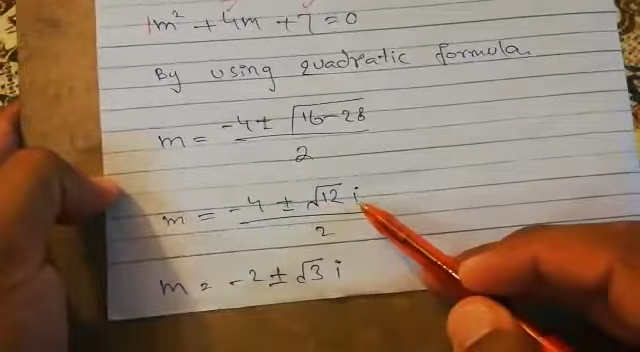 1m² + 4m + 7 = 0
By using quadratic formula.
m = -4 ± √16-28 / 2
m = -4 ± √12 i / 2
m = -2 ± √3 i